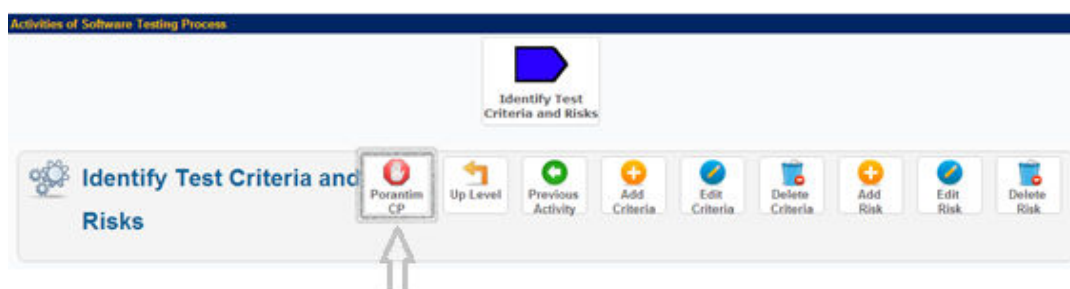 Activities of Software Testing Process
Identify Test
Criteria and Risks
Identify Test Criteria and
Risks
Porantim
CP
Up Level
Previous
Activity
Add
Criteria
Edit
Criteria
Delete
Criteria
Add
Risk
Edit
Risk
Delete
Risk